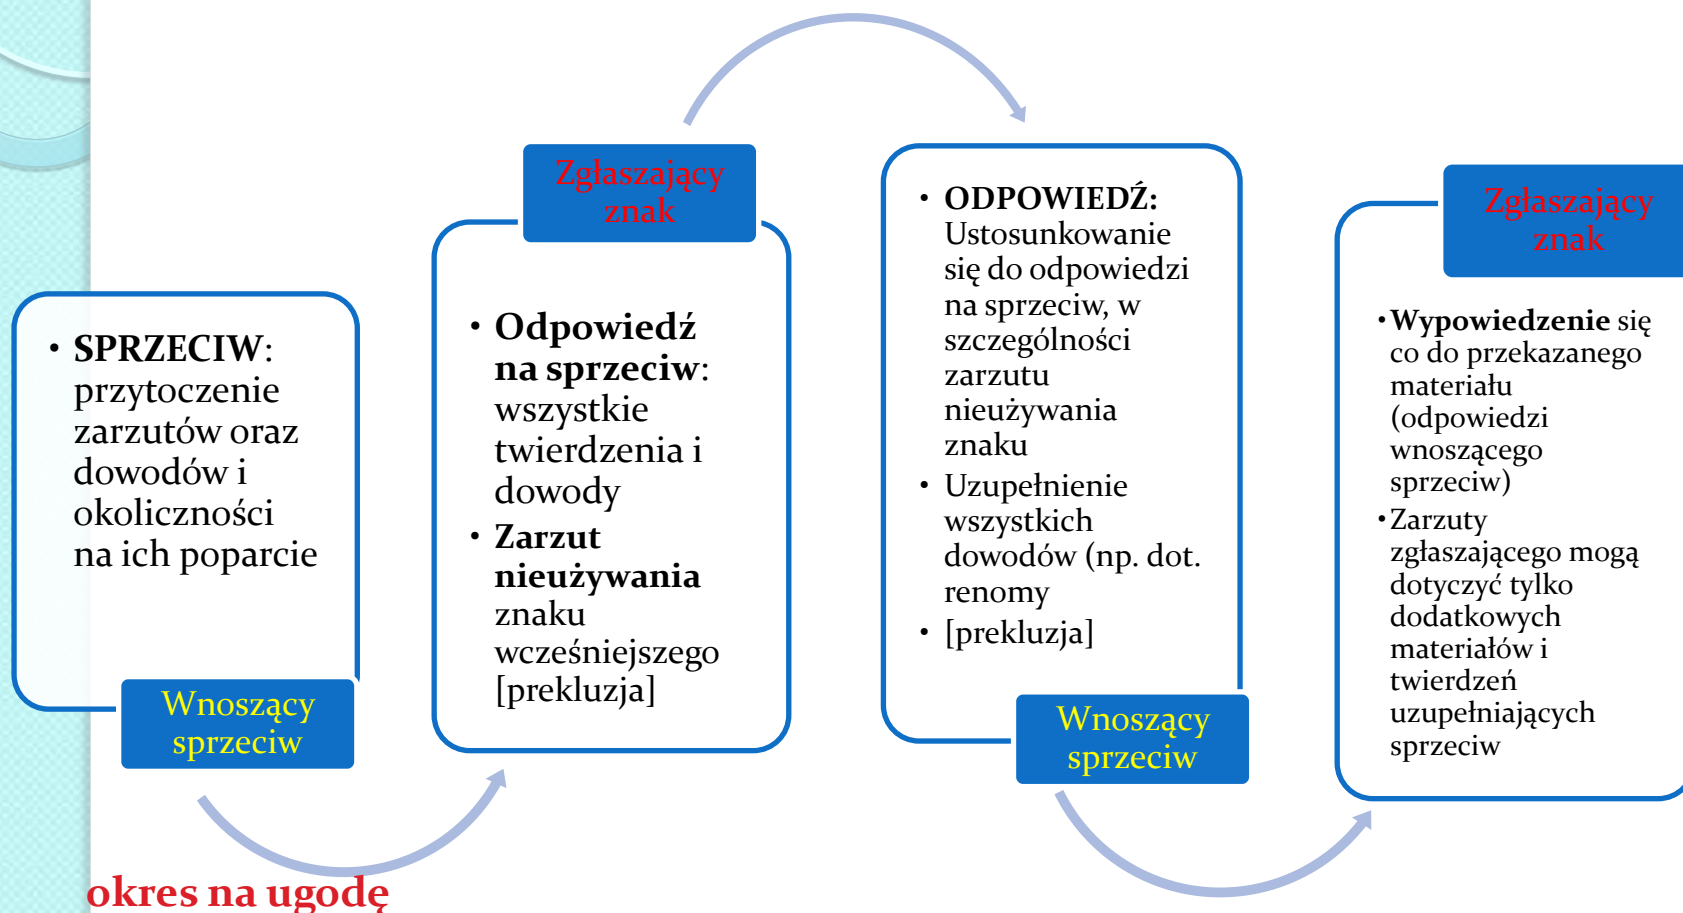 • SPRZECIW:
przytoczenie
zarzutów oraz
dowodów i
okoliczności
na ich poparcie
Wnoszący
sprzeciw
okres na ugodę
Zgłaszający
znak
• Odpowiedź
na sprzeciw:
wszystkie
twierdzenia i
dowody
• Zarzut
nieużywania
znaku
wcześniejszego
[prekluzja]
• ODPOWIEDŹ:
Ustosunkowanie
się do odpowiedzi
na sprzeciw, w
szczególności
zarzutu
nieużywania
znaku
• Uzupełnienie
wszystkich
dowodów (np. dot.
renomy
• [prekluzja]
Wnoszący
sprzeciw
Zgłaszający
znak
•Wypowiedzenie się
co do przekazanego
materiału
(odpowiedzi
wnoszącego
sprzeciw)
•Zarzuty
zgłaszającego mogą
dotyczyć tylko
dodatkowych
materiałów i
twierdzeń
uzupełniających
sprzeciw